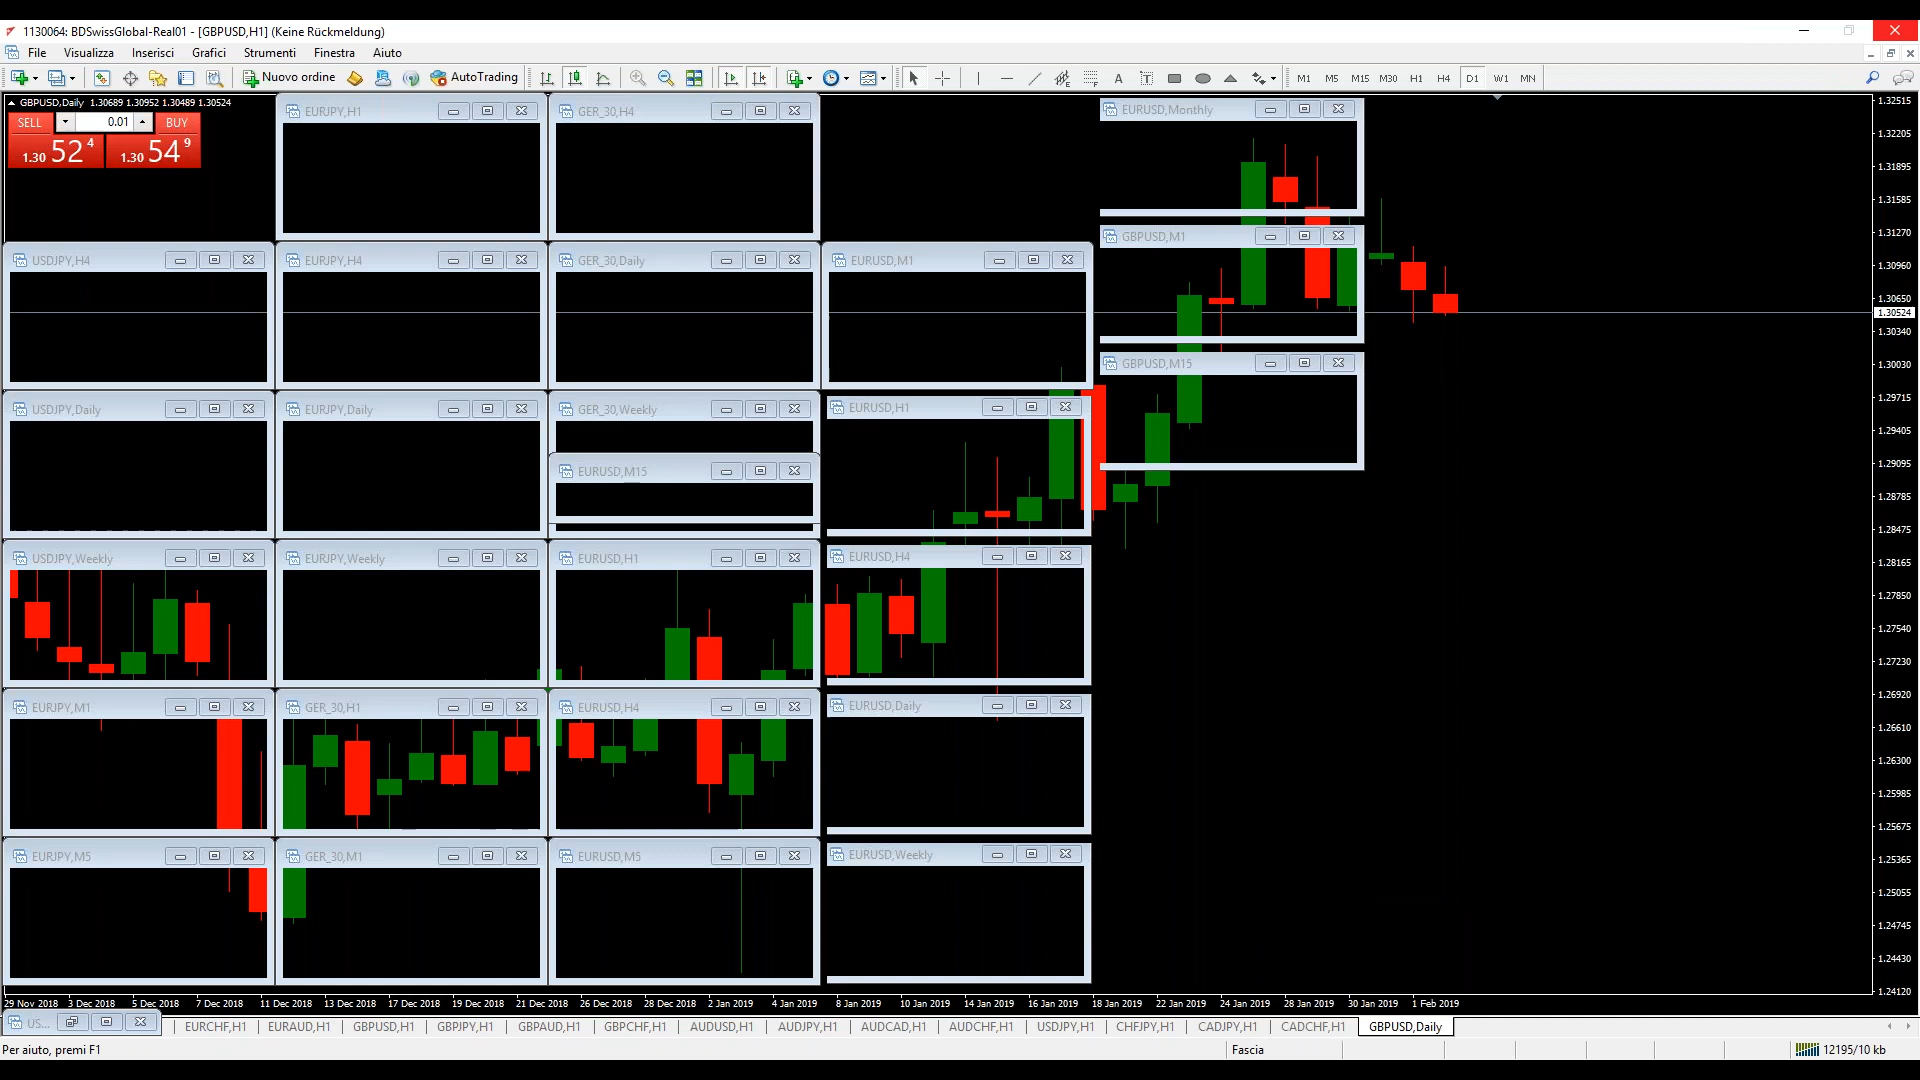 1130064: BDSwissGlobal-Real01 - [GBPUSD,H1] (Keine Rückmeldung)
File Visualizza Inserisci Grafici Strumenti Finestra Aiuto
Nuovo ordine AutoTrading A T M1 M5 M15 M30 H1 H4 D1 W1 MN
GBPUSD,Daily 1.30689 1.30952 1.30489 1.30524
SELL 0.01 BUY
1.30 52 4 1.30 54 9
EURJPY,H1
GER_30,H4
EURUSD,Monthly
GBPUSD,M1
USDJPY,H4
EURJPY,H4
GER_30,Daily
EURUSD,M1
GBPUSD,M15
USDJPY,Daily
EURJPY,Daily
GER_30,Weekly
EURUSD,H1
EURUSD,M15
USDJPY,Weekly
EURJPY,Weekly
EURUSD,H1
EURUSD,H4
EURJPY,M1
GER_30,H1
EURUSD,H4
EURUSD,Daily
EURJPY,M5
GER_30,M1
EURUSD,M5
EURUSD,Weekly
1.32515
1.32205
1.31895
1.31585
1.31270
1.30960
1.30650
1.30524
1.30340
1.30030
1.29715
1.29405
1.29095
1.28785
1.28475
1.28165
1.27850
1.27540
1.27230
1.26920
1.26610
1.26300
1.25985
1.25675
1.25365
1.25055
1.24745
1.24430
1.24120
29 Nov 2018 3 Dec 2018 5 Dec 2018 7 Dec 2018 11 Dec 2018 13 Dec 2018 17 Dec 2018 19 Dec 2018 21 Dec 2018 26 Dec 2018 28 Dec 2018 2 Jan 2019 4 Jan 2019 8 Jan 2019 10 Jan 2019 14 Jan 2019 16 Jan 2019 18 Jan 2019 22 Jan 2019 24 Jan 2019 28 Jan 2019 30 Jan 2019 1 Feb 2019
US... EURCHF,H1 EURAUD,H1 GBPUSD,H1 GBPJPY,H1 GBPAUD,H1 GBPCHF,H1 AUDUSD,H1 AUDJPY,H1 AUDCAD,H1 AUDCHF,H1 USDJPY,H1 CHFJPY,H1 CADJPY,H1 CADCHF,H1 GBPUSD,Daily
Per aiuto, premi F1 Fascia 12195/10 kb